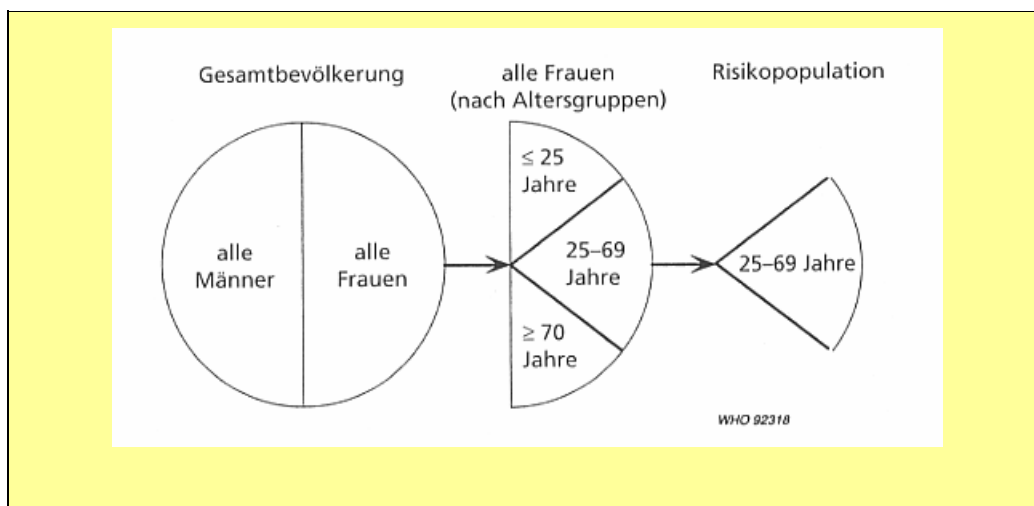 Gesamtbevölkerung
alle Frauen
(nach Altersgruppen)
Risikopopulation
alle
Männer
alle
Frauen
≤ 25
Jahre
25–69
Jahre
≥ 70
Jahre
25–69 Jahre
WHO 92318